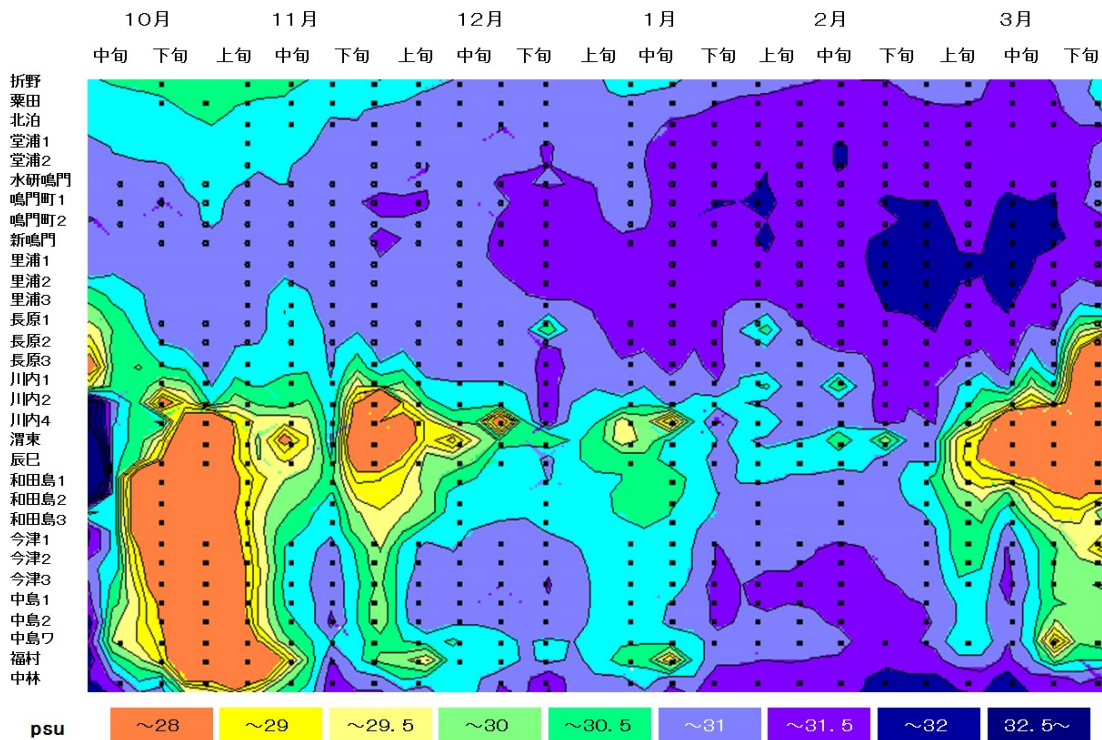 10月 11月 12月 1月 2月 3月
中旬 下旬 上旬 中旬 下旬 上旬 中旬 下旬 上旬 中旬 下旬 上旬 中旬 下旬 上旬 中旬 下旬
折野
粟田
北泊
堂浦1
堂浦2
水研鳴門
鳴門町1
鳴門町2
新鳴門
里浦1
里浦2
里浦3
長原1
長原2
長原3
川内1
川内2
川内4
渭東
辰巳
和田島1
和田島2
和田島3
今津1
今津2
今津3
中島1
中島2
中島ワ
福村
中林
psu ～28 ～29 ～29.5 ～30 ～30.5 ～31 ～31.5 ～32 32.5～